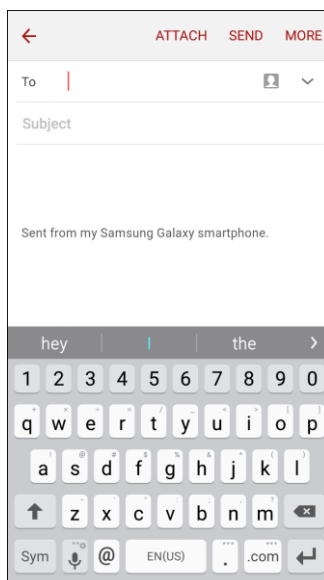 ATTACH SEND MORE
To
Subject
Sent from my Samsung Galaxy smartphone.
hey I the
1 2 3 4 5 6 7 8 9 0
q w e r t y u i o p
a s d f g h j k l
z x c v b n m
Sym @ EN(US) . .com